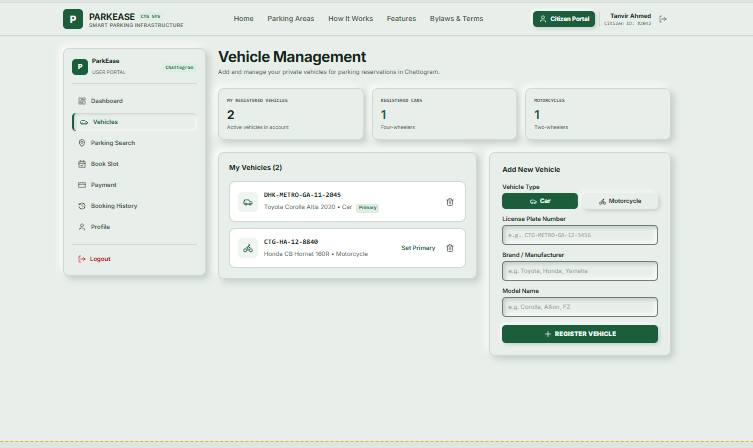 P PARKEASE CTG SYS
SMART PARKING INFRASTRUCTURE
Home Parking Areas How It Works Features Bylaws & Terms
Citizen Portal
Tanvir Ahmed
Citizen ID: 82042
P ParkEase
USER PORTAL
Chattogram
Dashboard
Vehicles
Parking Search
Book Slot
Payment
Booking History
Profile
Logout
Vehicle Management
Add and manage your private vehicles for parking reservations in Chattogram.
MY REGISTERED VEHICLES
2
Active vehicles in account
REGISTERED CARS
1
Four-wheelers
MOTORCYCLES
1
Two-wheelers
My Vehicles (2)
DHK-METRO-GA-11-2045
Toyota Corolla Altis 2020 • Car Primary
CTG-HA-12-8840
Honda CB Hornet 160R • Motorcycle
Set Primary
Add New Vehicle
Vehicle Type
Car Motorcycle
License Plate Number
e.g. CTG-METRO-GA-12-3456
Brand / Manufacturer
e.g. Toyota, Honda, Yamaha
Model Name
e.g. Corolla, Allion, FZ
+ REGISTER VEHICLE